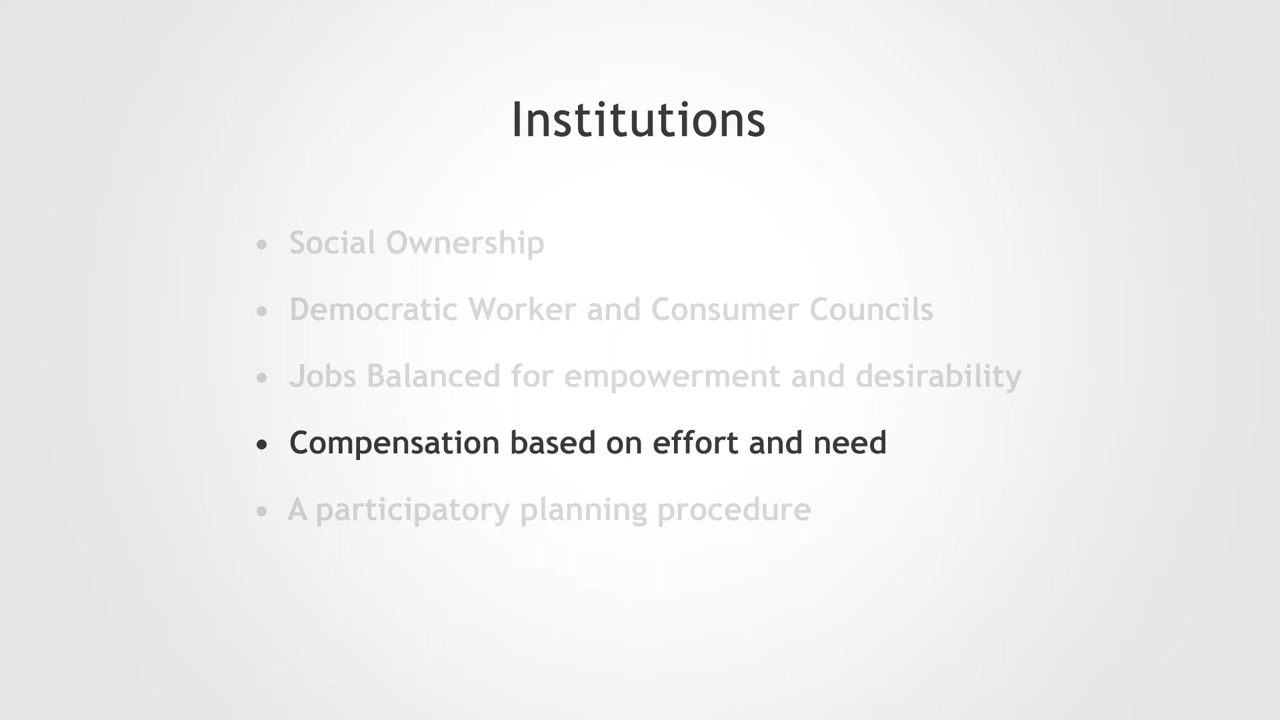 Institutions
• Social Ownership
• Democratic Worker and Consumer Councils
• Jobs Balanced for empowerment and desirability
• Compensation based on effort and need
• A participatory planning procedure